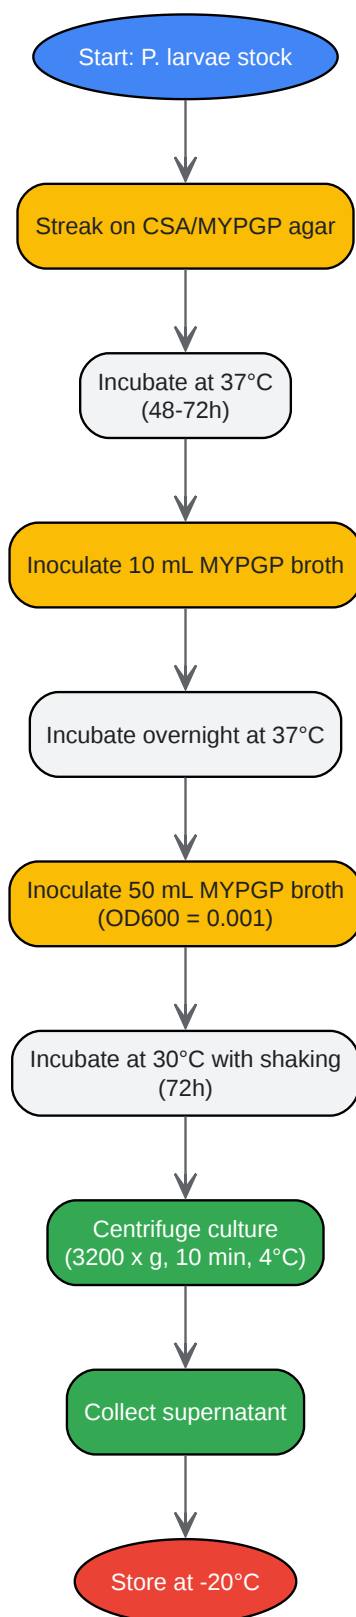 Start: P. larvae stock
Streak on CSA/MYPGP agar
Incubate at 37°C
(48-72h)
Inoculate 10 mL MYPGP broth
Incubate overnight at 37°C
Inoculate 50 mL MYPGP broth
(OD600 = 0.001)
Incubate at 30°C with shaking
(72h)
Centrifuge culture
(3200 x g, 10 min, 4°C)
Collect supernatant
Store at -20°C